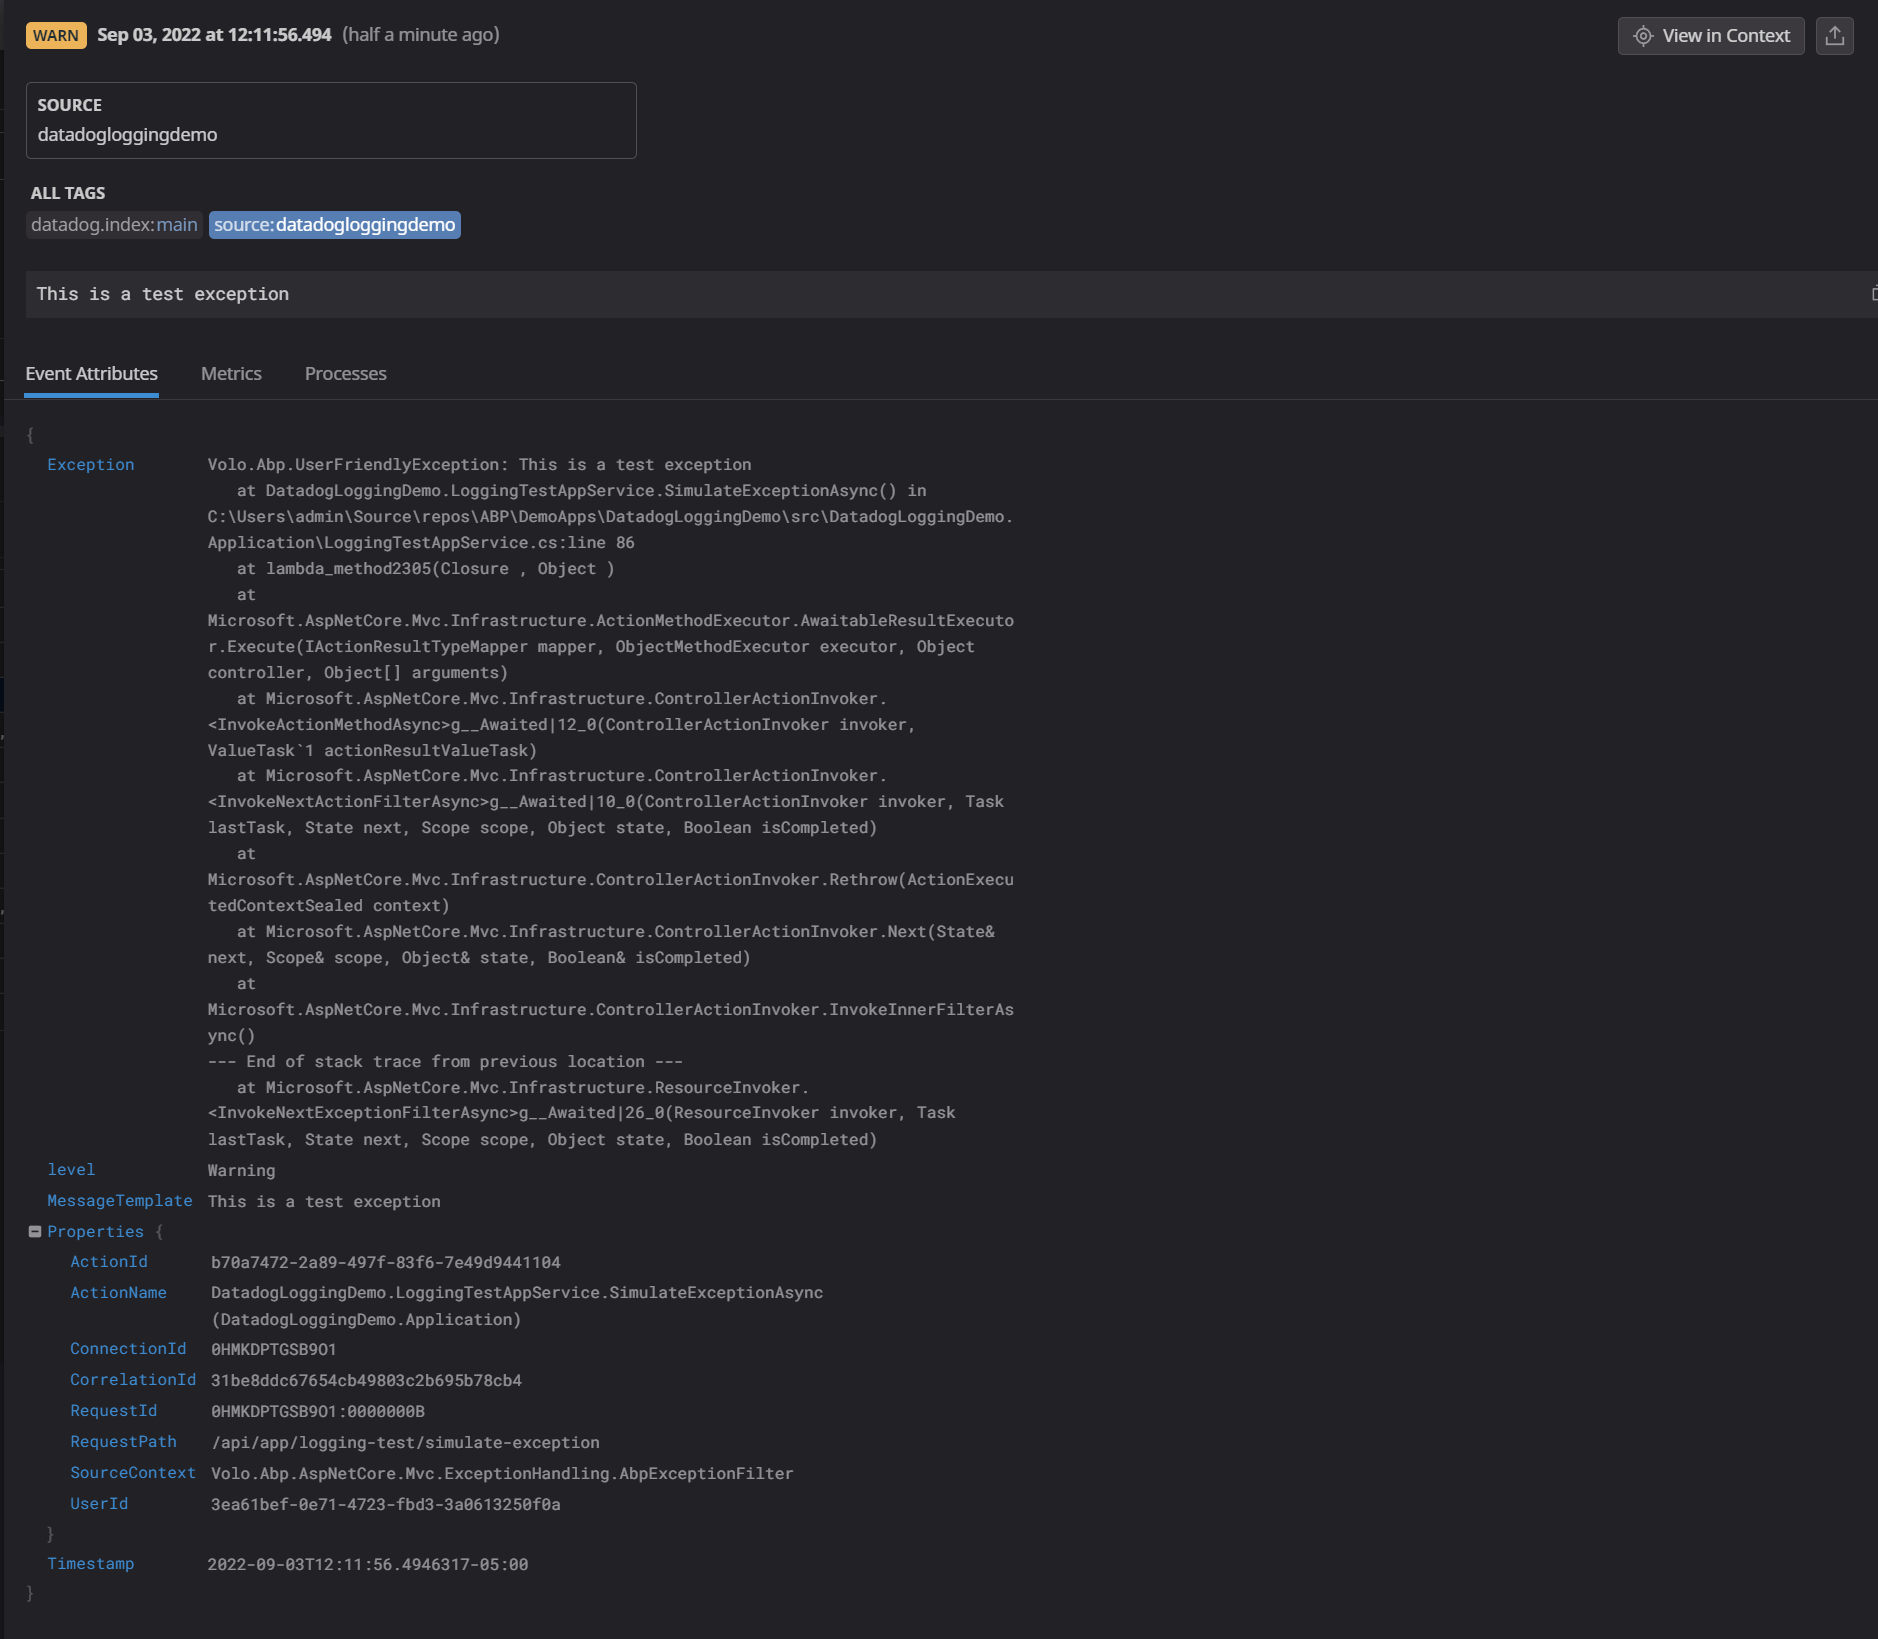 WARN Sep 03, 2022 at 12:11:56.494 (half a minute ago)
View in Context
SOURCE
datadogloggingdemo
ALL TAGS
datadog.index:main source:datadogloggingdemo
This is a test exception
Event Attributes Metrics Processes
{
Exception Volo.Abp.UserFriendlyException: This is a test exception
at DatadogLoggingDemo.LoggingTestAppService.SimulateExceptionAsync() in
C:\Users\admin\Source\repos\ABP\DemoApps\DatadogLoggingDemo\src\DatadogLoggingDemo.
Application\LoggingTestAppService.cs:line 86
at lambda_method2305(Closure , Object )
at
Microsoft.AspNetCore.Mvc.Infrastructure.ActionMethodExecutor.AwaitableResultExecuto
r.Execute(IActionResultTypeMapper mapper, ObjectMethodExecutor executor, Object
controller, Object[] arguments)
at Microsoft.AspNetCore.Mvc.Infrastructure.ControllerActionInvoker.
<InvokeActionMethodAsync>g__Awaited|12_0(ControllerActionInvoker invoker,
ValueTask`1 actionResultValueTask)
at Microsoft.AspNetCore.Mvc.Infrastructure.ControllerActionInvoker.
<InvokeNextActionFilterAsync>g__Awaited|10_0(ControllerActionInvoker invoker, Task
lastTask, State next, Scope scope, Object state, Boolean isCompleted)
at
Microsoft.AspNetCore.Mvc.Infrastructure.ControllerActionInvoker.Rethrow(ActionExecu
tedContextSealed context)
at Microsoft.AspNetCore.Mvc.Infrastructure.ControllerActionInvoker.Next(State&
next, Scope& scope, Object& state, Boolean& isCompleted)
at
Microsoft.AspNetCore.Mvc.Infrastructure.ControllerActionInvoker.InvokeInnerFilterAs
ync()
--- End of stack trace from previous location ---
at Microsoft.AspNetCore.Mvc.Infrastructure.ResourceInvoker.
<InvokeNextExceptionFilterAsync>g__Awaited|26_0(ResourceInvoker invoker, Task
lastTask, State next, Scope scope, Object state, Boolean isCompleted)
level Warning
MessageTemplate This is a test exception
Properties {
ActionId b70a7472-2a89-497f-83f6-7e49d9441104
ActionName DatadogLoggingDemo.LoggingTestAppService.SimulateExceptionAsync
(DatadogLoggingDemo.Application)
ConnectionId 0HMKDPTGSB9O1
CorrelationId 31be8ddc67654cb49803c2b695b78cb4
RequestId 0HMKDPTGSB9O1:0000000B
RequestPath /api/app/logging-test/simulate-exception
SourceContext Volo.Abp.AspNetCore.Mvc.ExceptionHandling.AbpExceptionFilter
UserId 3ea61bef-0e71-4723-fbd3-3a0613250f0a
}
Timestamp 2022-09-03T12:11:56.4946317-05:00
}